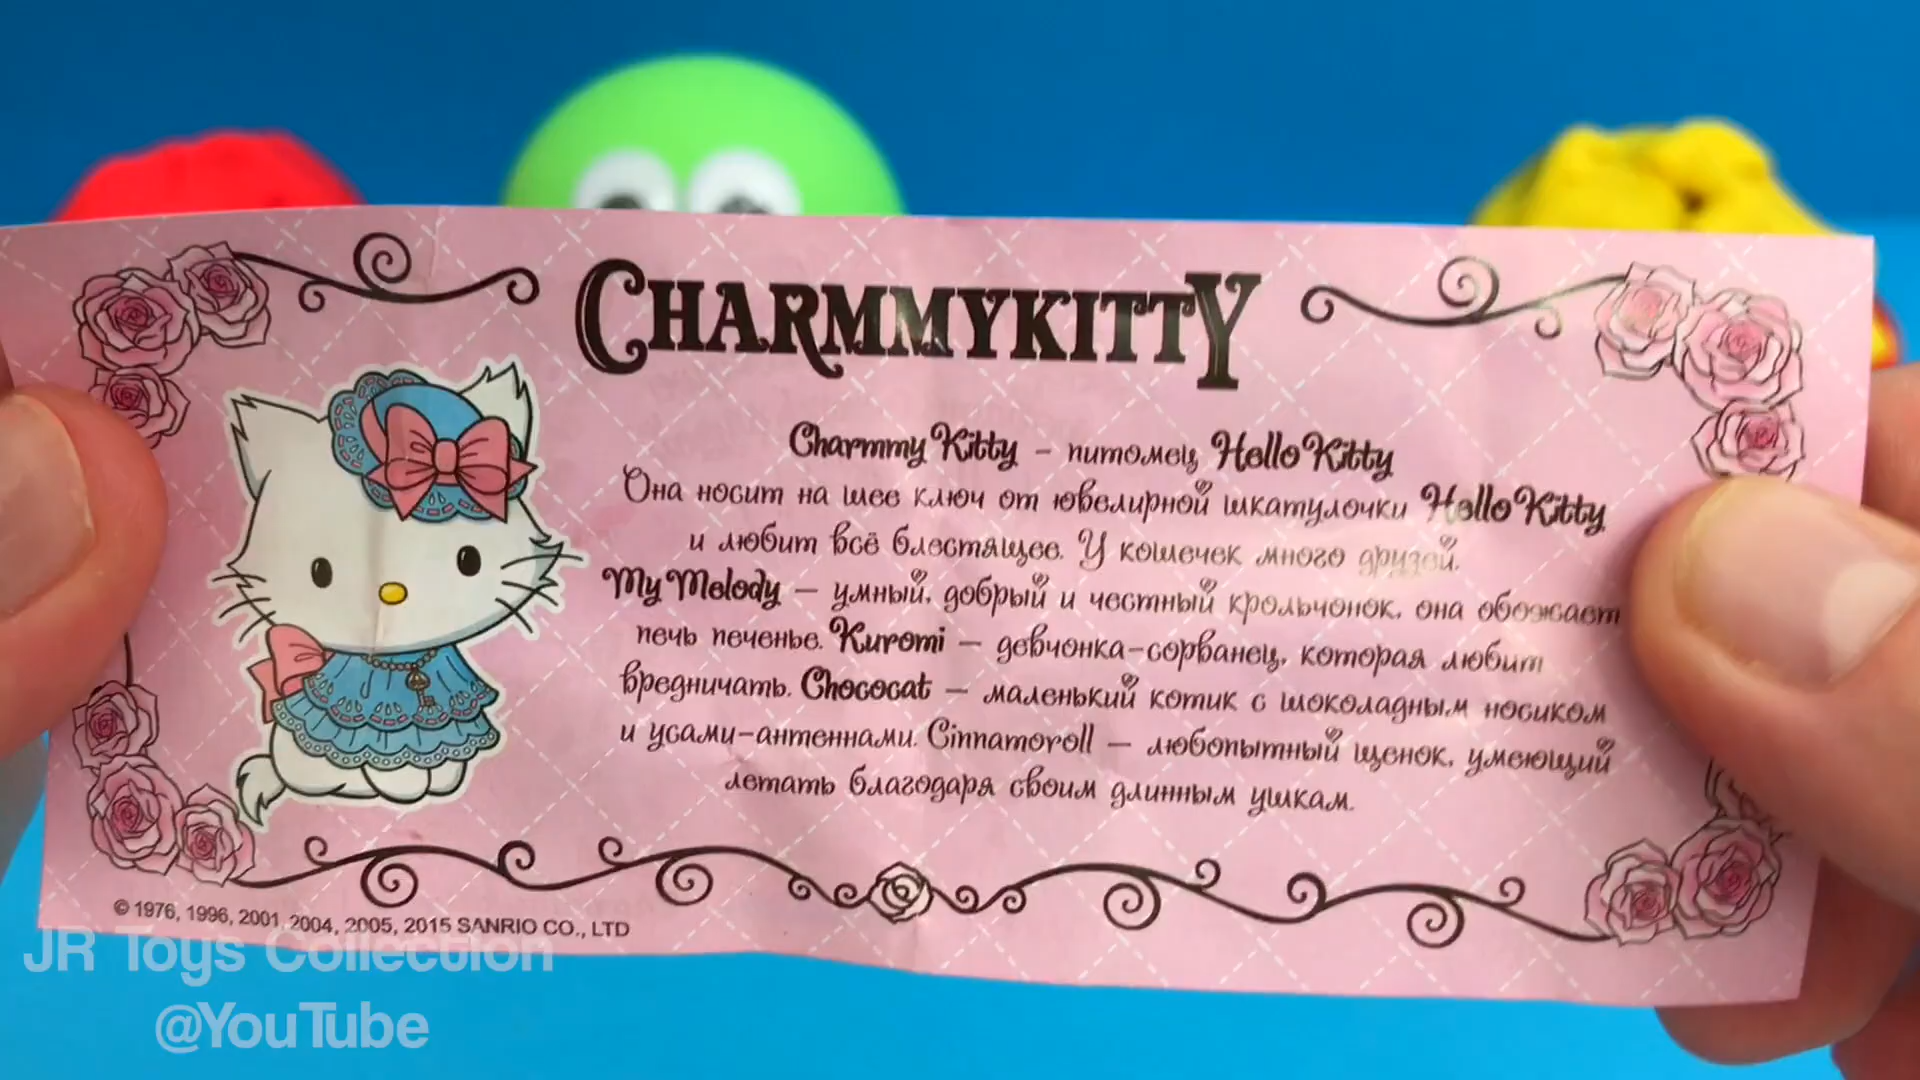 CHARMMYKITTY
Charmmy Kitty – питомец Hello Kitty
Она носит на шее ключ от ювелирной шкатулочки Hello Kitty
и любит всё блестящее. У кошечек много друзей.
My Melody – умный, добрый и честный крольчонок, она обожает
печь печенье. Kuromi – девчонка-сорванец, которая любит
вредничать. Chococat – маленький котик с шоколадным носиком
и усами-антеннами. Cinnamoroll – любопытный щенок, умеющий
летать благодаря своим длинным ушкам.
© 1976, 1996, 2001, 2004, 2005, 2015 SANRIO CO., LTD
JR Toys Collection
@YouTube